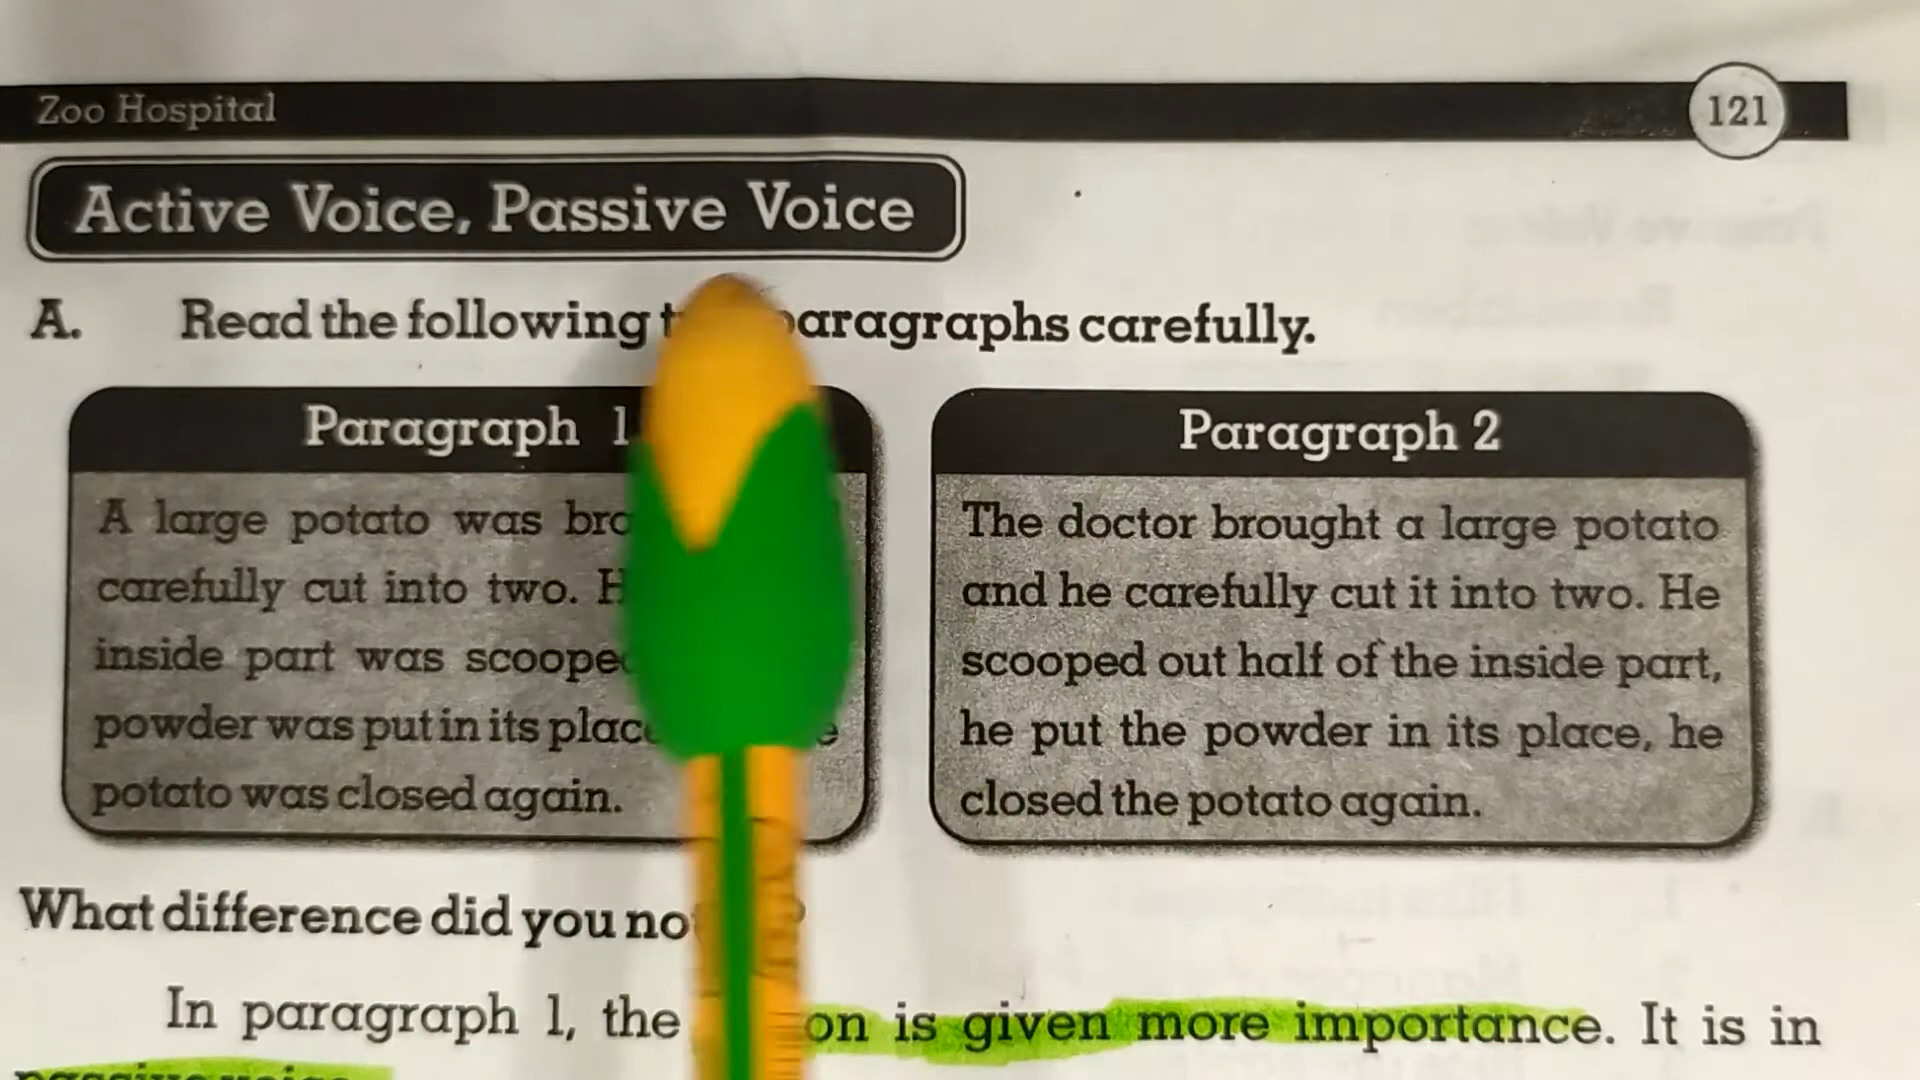 Zoo Hospital
121
Active Voice, Passive Voice
A. Read the following paragraphs carefully.
Paragraph 1
A large potato was
carefully cut into two.
inside part was
powder was put in its
potato was closed again.
Paragraph 2
The doctor brought a large potato
and he carefully cut it into two. He
scooped out half of the inside part,
he put the powder in its place, he
closed the potato again.
What difference did you
In paragraph 1, the is given more importance. It is in
passive voice.